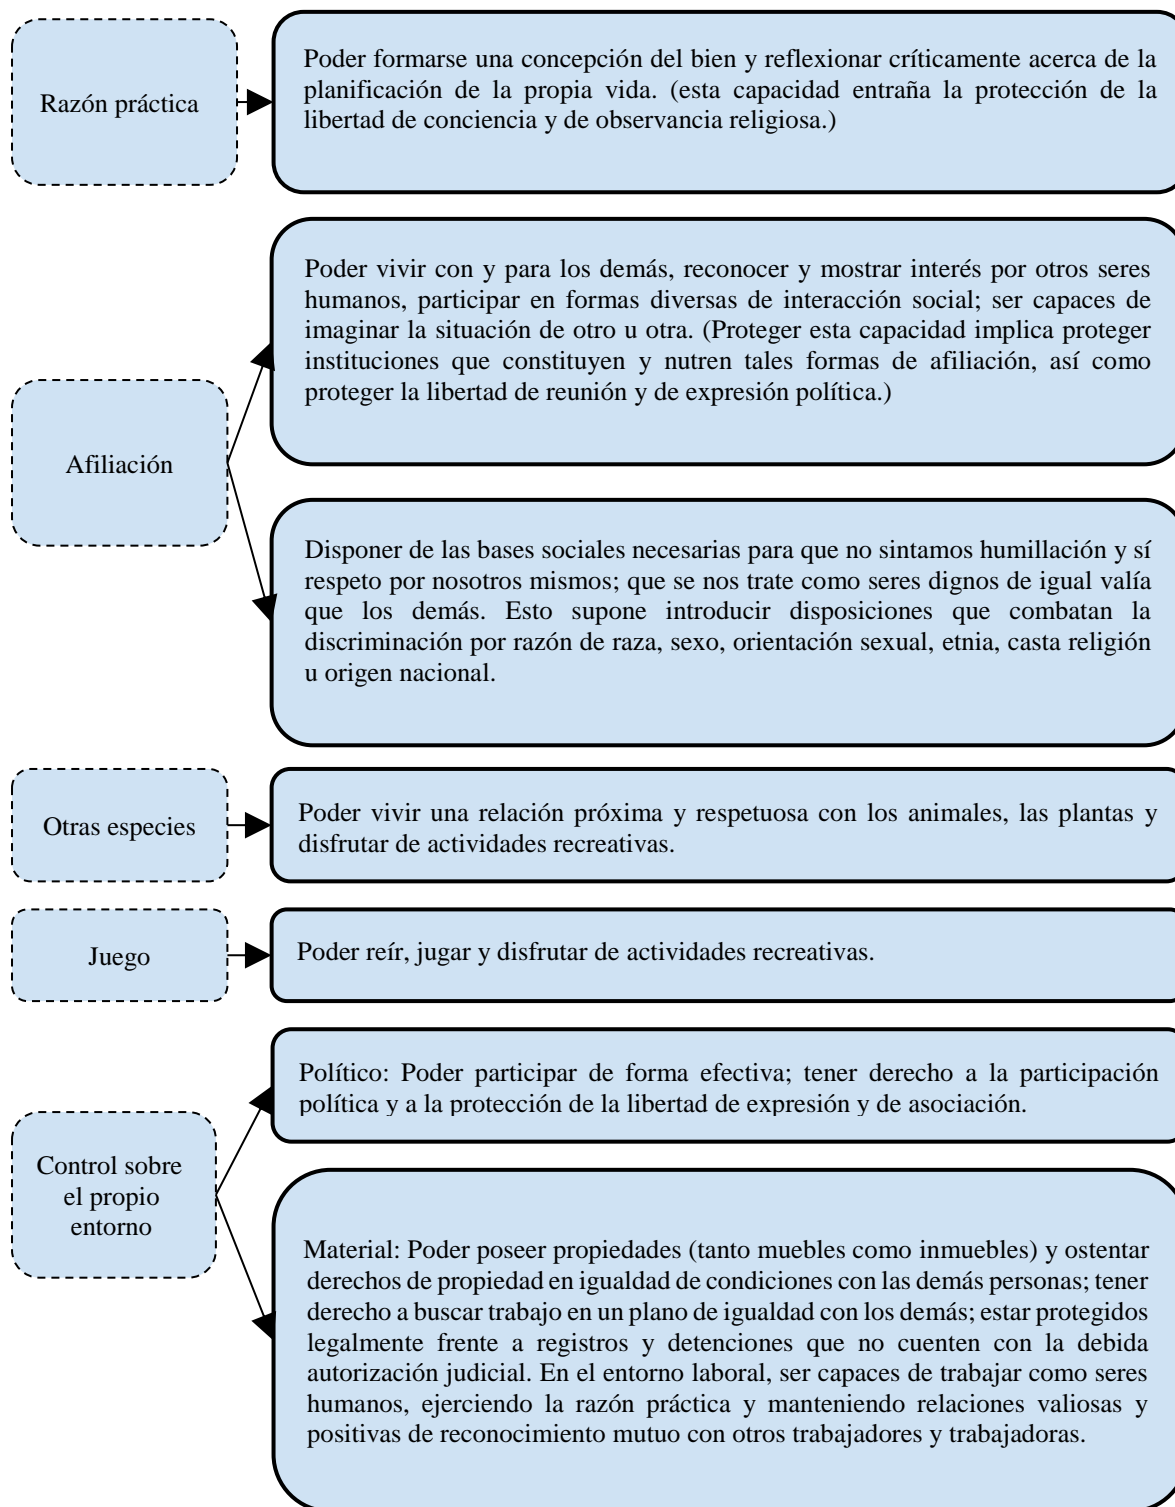 Razón práctica
Poder formarse una concepción del bien y reflexionar críticamente acerca de la
planificación de la propia vida. (esta capacidad entraña la protección de la
libertad de conciencia y de observancia religiosa.)
Afiliación
Poder vivir con y para los demás, reconocer y mostrar interés por otros seres
humanos, participar en formas diversas de interacción social; ser capaces de
imaginar la situación de otro u otra. (Proteger esta capacidad implica proteger
instituciones que constituyen y nutren tales formas de afiliación, así como
proteger la libertad de reunión y de expresión política.)
Disponer de las bases sociales necesarias para que no sintamos humillación y sí
respeto por nosotros mismos; que se nos trate como seres dignos de igual valía
que los demás. Esto supone introducir disposiciones que combatan la
discriminación por razón de raza, sexo, orientación sexual, etnia, casta religión
u origen nacional.
Otras especies
Poder vivir una relación próxima y respetuosa con los animales, las plantas y
disfrutar de actividades recreativas.
Juego
Poder reír, jugar y disfrutar de actividades recreativas.
Control sobre
el propio
entorno
Político: Poder participar de forma efectiva; tener derecho a la participación
política y a la protección de la libertad de expresión y de asociación.
Material: Poder poseer propiedades (tanto muebles como inmuebles) y ostentar
derechos de propiedad en igualdad de condiciones con las demás personas; tener
derecho a buscar trabajo en un plano de igualdad con los demás; estar protegidos
legalmente frente a registros y detenciones que no cuenten con la debida
autorización judicial. En el entorno laboral, ser capaces de trabajar como seres
humanos, ejerciendo la razón práctica y manteniendo relaciones valiosas y
positivas de reconocimiento mutuo con otros trabajadores y trabajadoras.